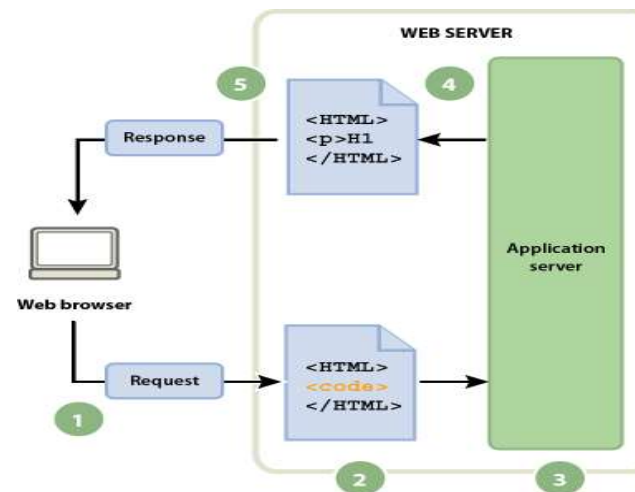 WEB SERVER
5
4
Response
<HTML>
<p>H1
</HTML>
Application
server
Web browser
Request
<HTML>
<code>
</HTML>
1
2
3